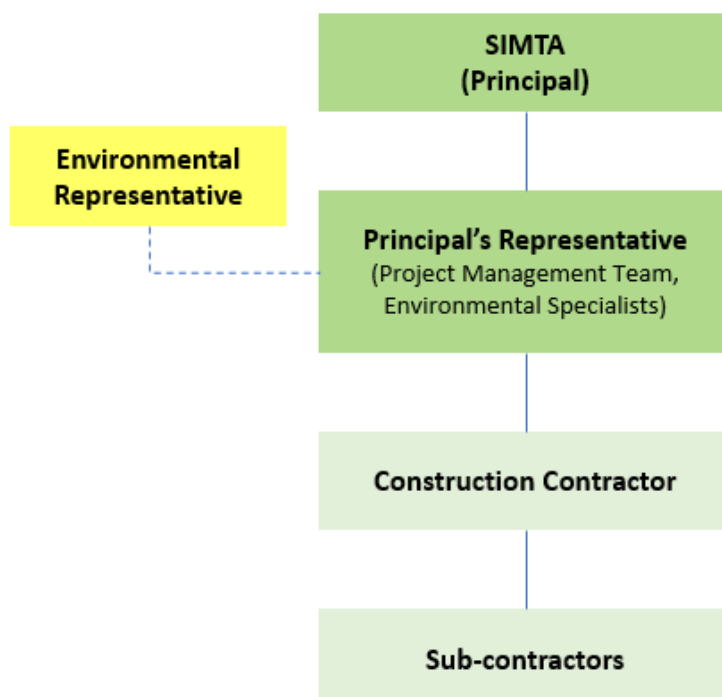 SIMTA
(Principal)
Environmental
Representative
Principal’s Representative
(Project Management Team,
Environmental Specialists)
Construction Contractor
Sub-contractors